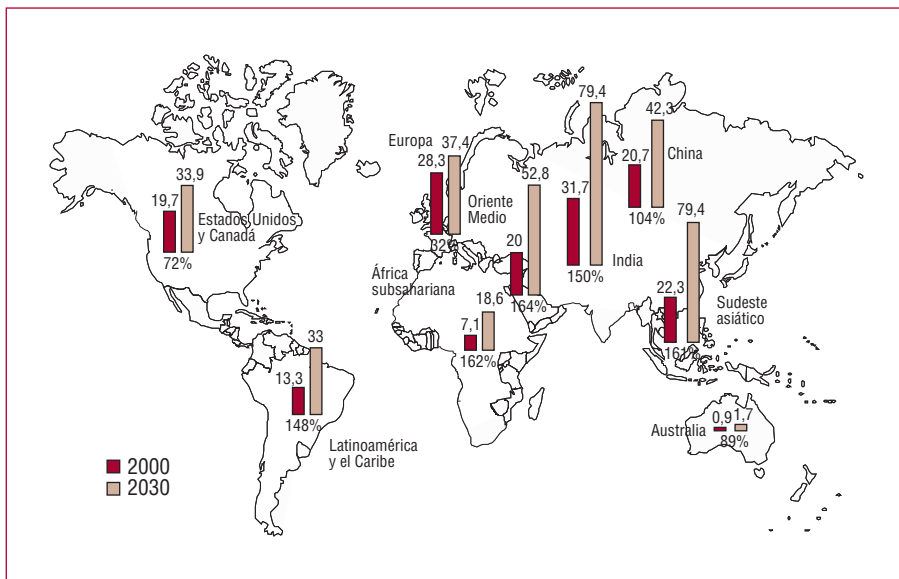 19,7
33,9
Estados Unidos
y Canadá
72%
Europa
28,3
37,4
32%
Oriente
Medio
20
52,8
164%
31,7
79,4
India
150%
China
20,7
42,3
104%
22,3
79,4
Sudeste
asiático
161%
África
subsahariana
7,1
18,6
162%
13,3
33
148%
Latinoamérica
y el Caribe
Australia
0,9
1,7
89%
2000
2030